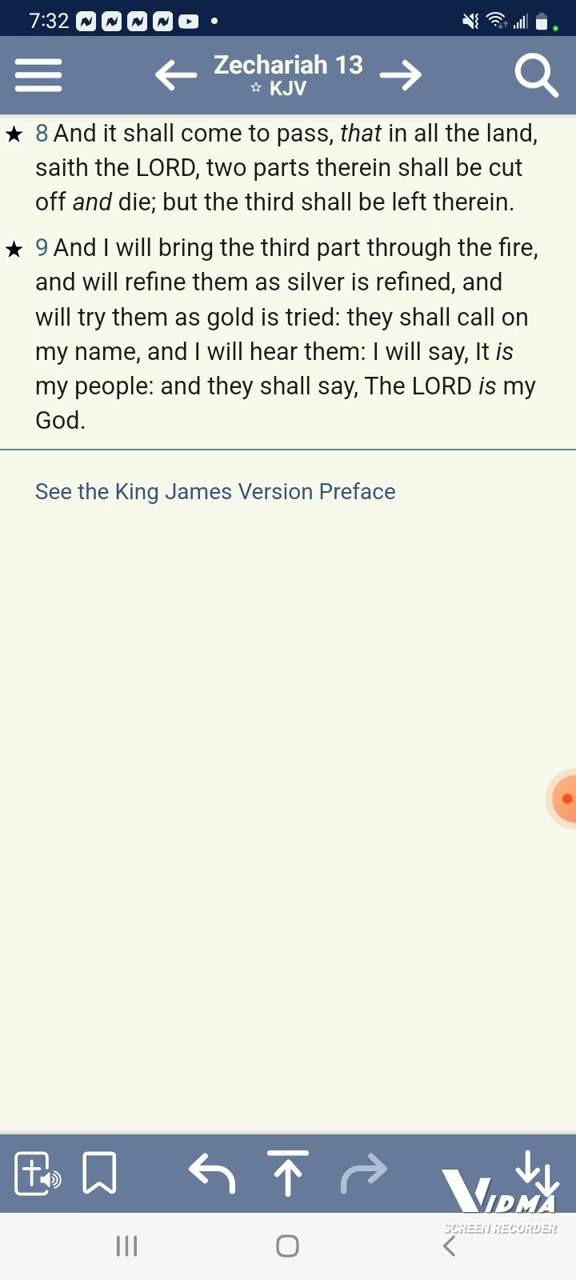 7:32
Zechariah 13
☆ KJV
★ 8 And it shall come to pass, that in all the land,
saith the LORD, two parts therein shall be cut
off and die; but the third shall be left therein.
★ 9 And I will bring the third part through the fire,
and will refine them as silver is refined, and
will try them as gold is tried: they shall call on
my name, and I will hear them: I will say, It is
my people: and they shall say, The LORD is my
God.
See the King James Version Preface
VIDMA
SCREEN RECORDER